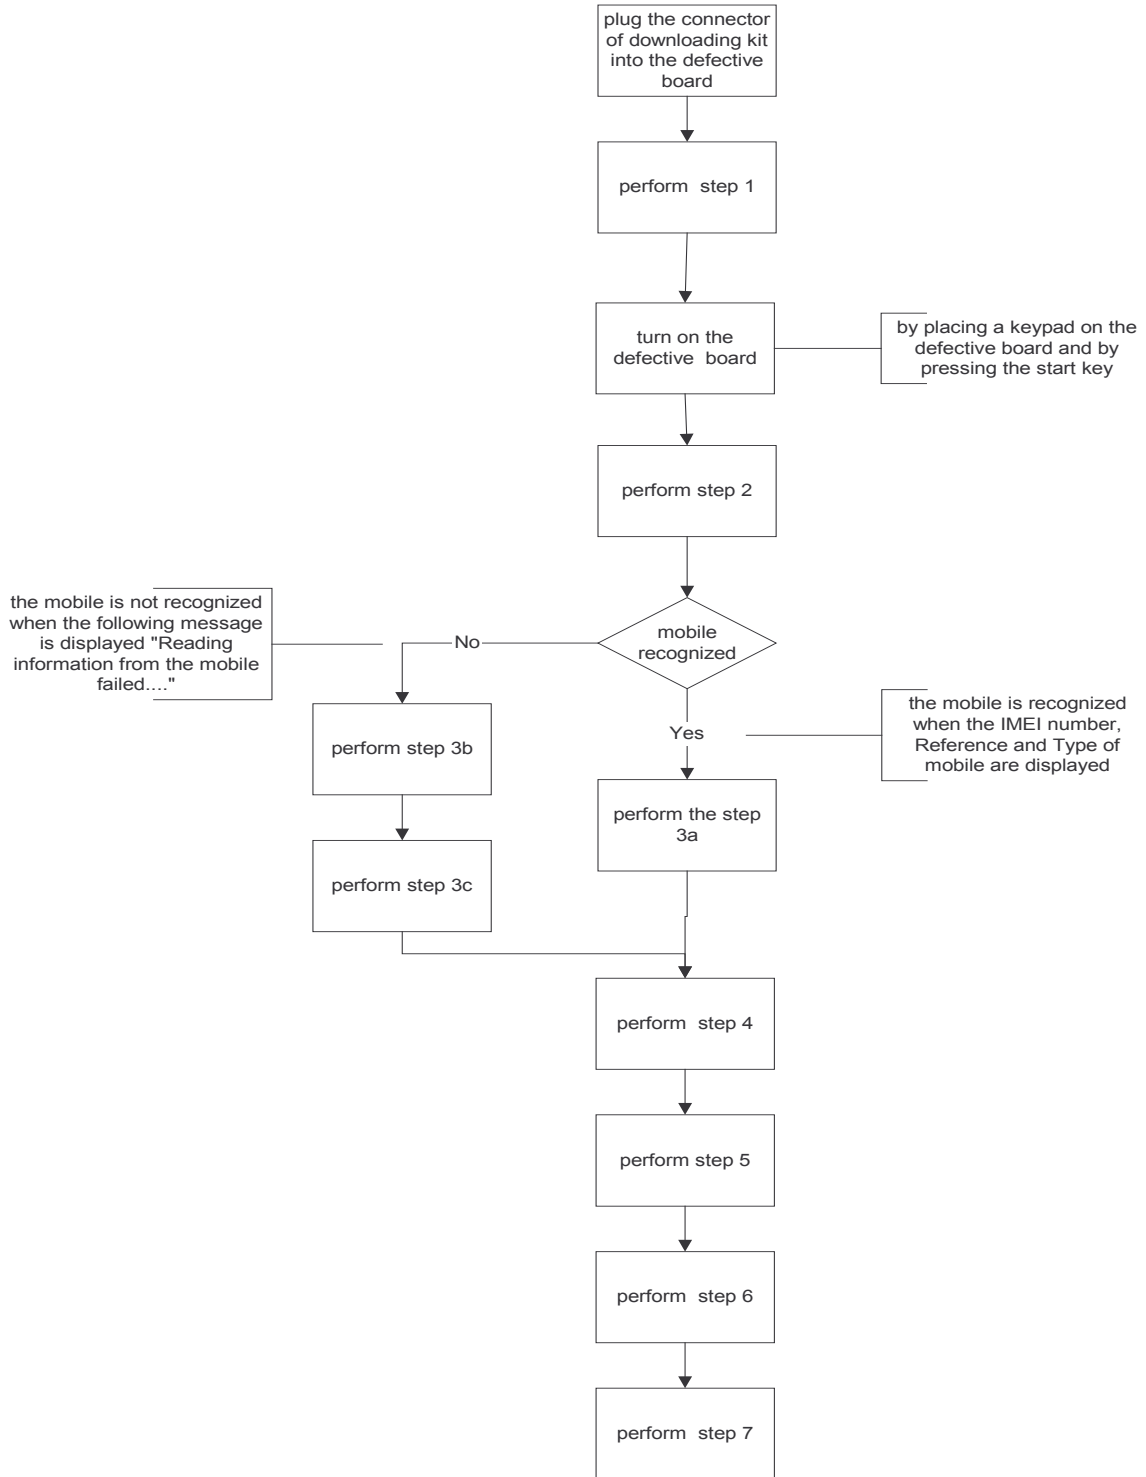 plug the connector
of downloading kit
into the defective
board
perform step 1
turn on the
defective board
by placing a keypad on the
defective board and by
pressing the start key
perform step 2
the mobile is not recognized
when the following message
is displayed "Reading
information from the mobile
failed...."
No
mobile
recognized
Yes
the mobile is recognized
when the IMEI number,
Reference and Type of
mobile are displayed
perform step 3b
perform the step
3a
perform step 3c
perform step 4
perform step 5
perform step 6
perform step 7